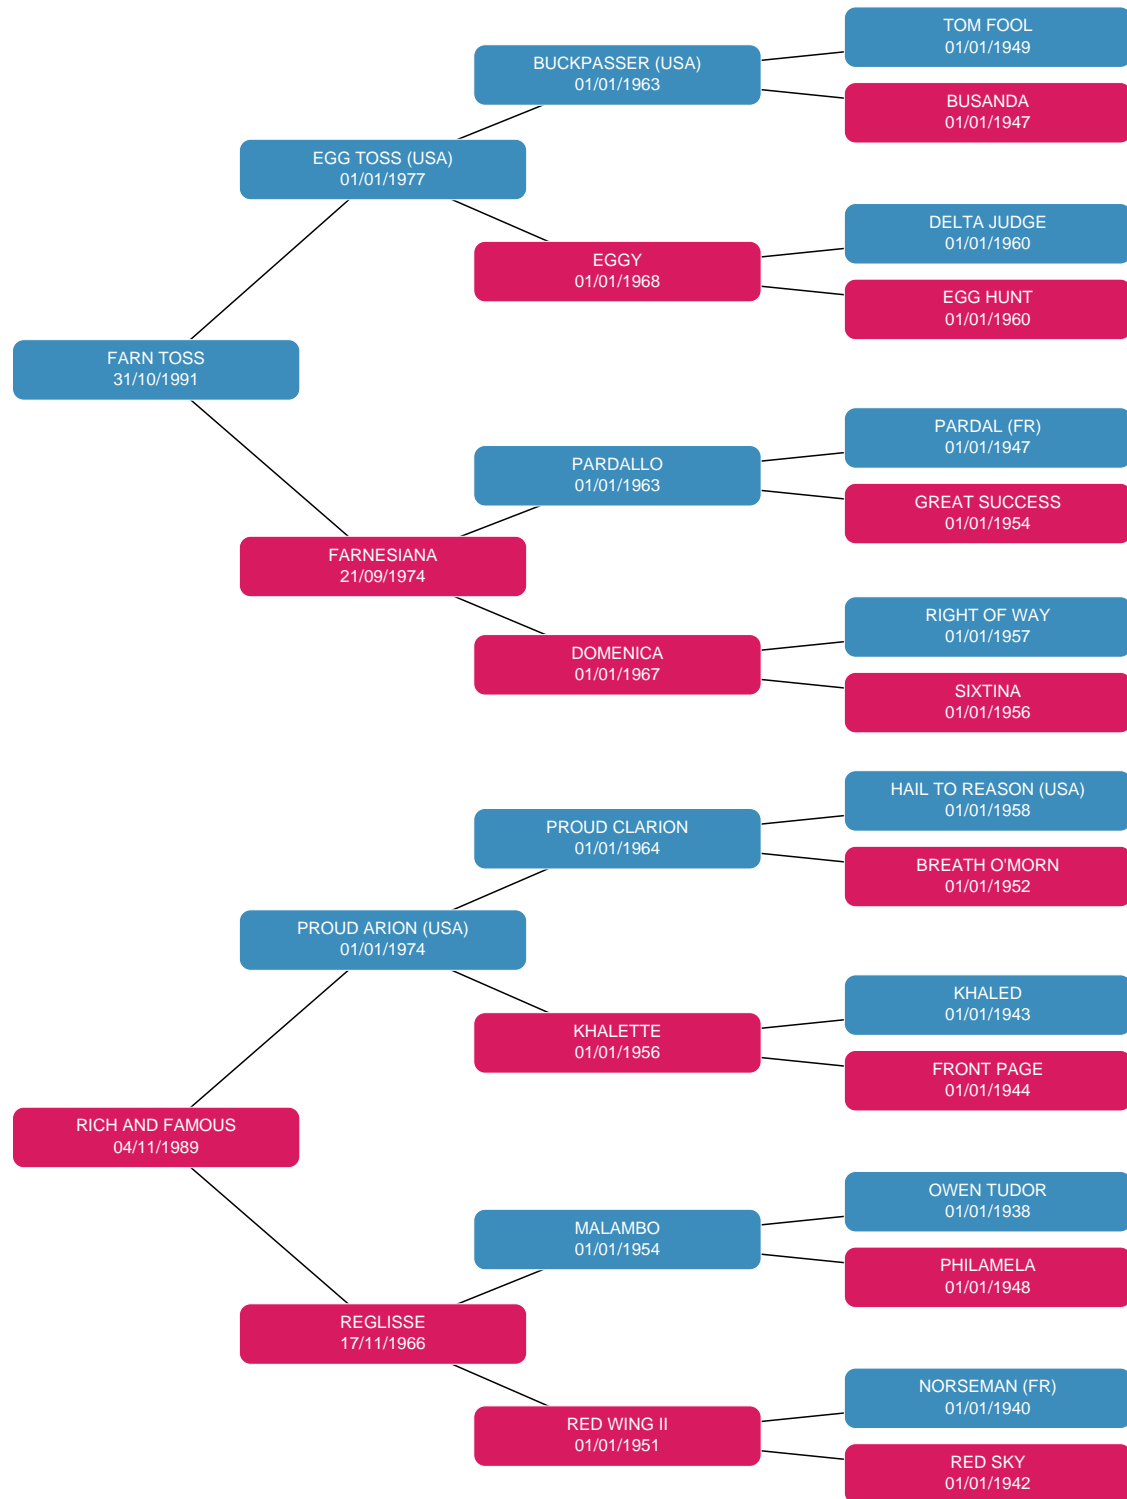 TOM FOOL
01/01/1949
BUCKPASSER (USA)
01/01/1963
BUSANDA
01/01/1947
EGG TOSS (USA)
01/01/1977
DELTA JUDGE
01/01/1960
EGGY
01/01/1968
EGG HUNT
01/01/1960
FARN TOSS
31/10/1991
PARDAL (FR)
01/01/1947
PARDALLO
01/01/1963
GREAT SUCCESS
01/01/1954
FARNESIANA
21/09/1974
RIGHT OF WAY
01/01/1957
DOMENICA
01/01/1967
SIXTINA
01/01/1956
HAIL TO REASON (USA)
01/01/1958
PROUD CLARION
01/01/1964
BREATH O'MORN
01/01/1952
PROUD ARION (USA)
01/01/1974
KHALED
01/01/1943
KHALETTE
01/01/1956
FRONT PAGE
01/01/1944
RICH AND FAMOUS
04/11/1989
OWEN TUDOR
01/01/1938
MALAMBO
01/01/1954
PHILAMELA
01/01/1948
REGLISSE
17/11/1966
NORSEMAN (FR)
01/01/1940
RED WING II
01/01/1951
RED SKY
01/01/1942